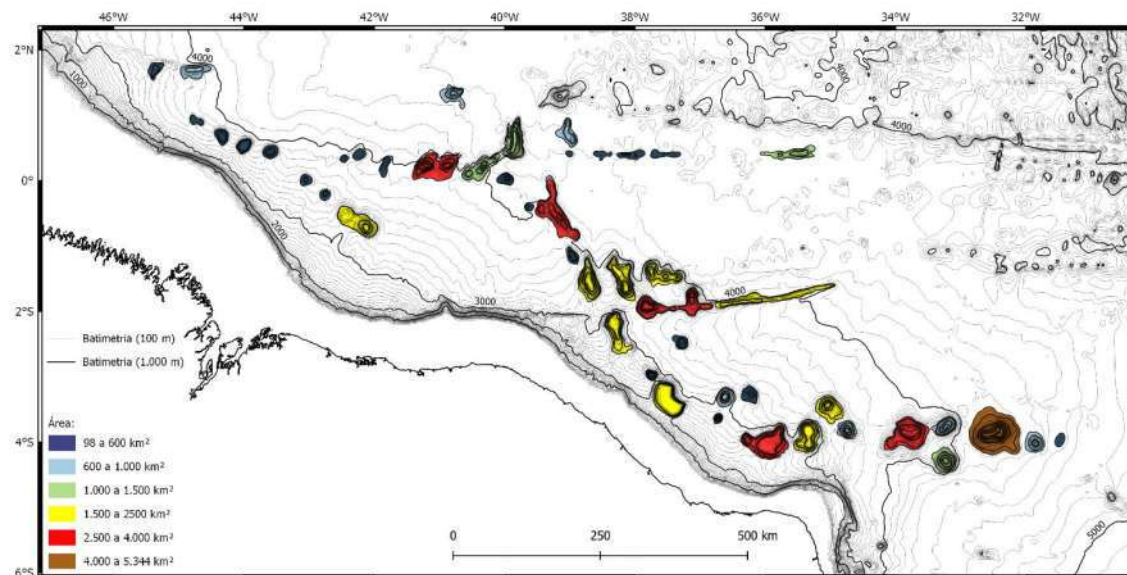 46°W 44°W 42°W 40°W 38°W 36°W 34°W 32°W
2°N
0°
2°S
4°S
6°S
4000
4000
1000
4000
2000
3000
4000
5000
Batimetria (100 m)
Batimetria (1.000 m)
Área:
98 a 600 km²
600 a 1.000 km²
1.000 a 1.500 km²
1.500 a 2500 km²
2.500 a 4.000 km²
4.000 a 5.344 km²
0 250 500 km